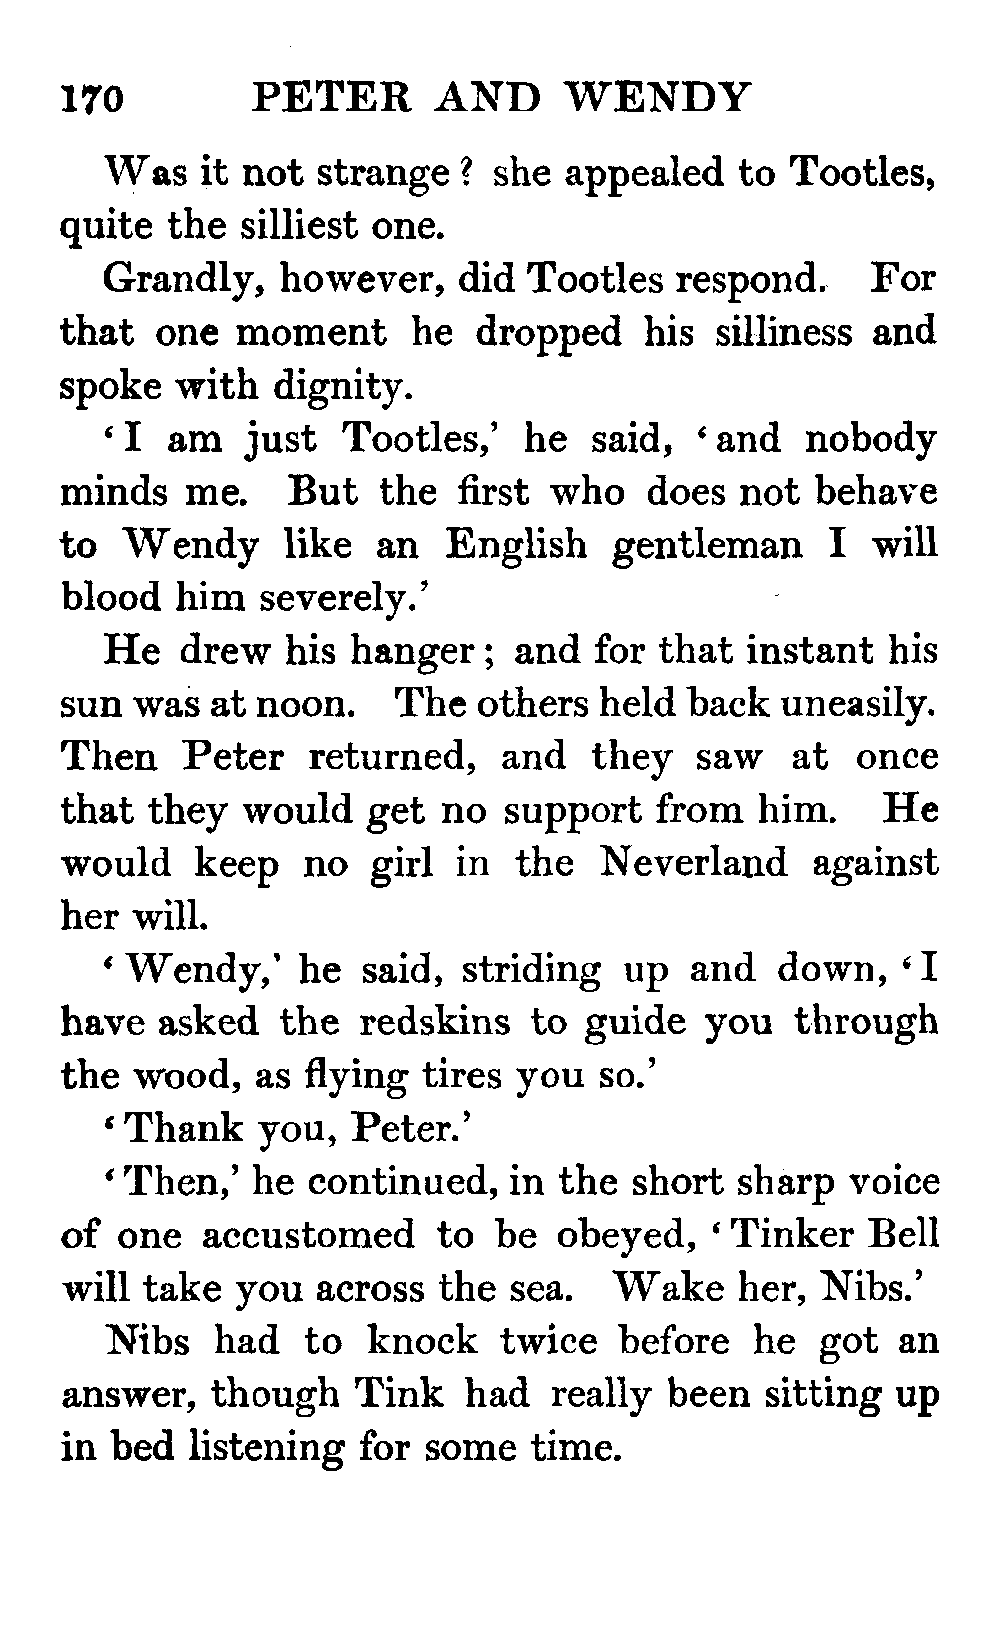 170 PETER AND WENDY
Was it not strange? she appealed to Tootles,
quite the silliest one.
Grandly, however, did Tootles respond. For
that one moment he dropped his silliness and
spoke with dignity.
‘I am just Tootles,’ he said, ‘and nobody
minds me. But the first who does not behave
to Wendy like an English gentleman I will
blood him severely.’
He drew his hanger; and for that instant his
sun was at noon. The others held back uneasily.
Then Peter returned, and they saw at once
that they would get no support from him. He
would keep no girl in the Neverland against
her will.
‘Wendy,’ he said, striding up and down, ‘I
have asked the redskins to guide you through
the wood, as flying tires you so.’
‘Thank you, Peter.’
‘Then,’ he continued, in the short sharp voice
of one accustomed to be obeyed, ‘Tinker Bell
will take you across the sea. Wake her, Nibs.’
Nibs had to knock twice before he got an
answer, though Tink had really been sitting up
in bed listening for some time.